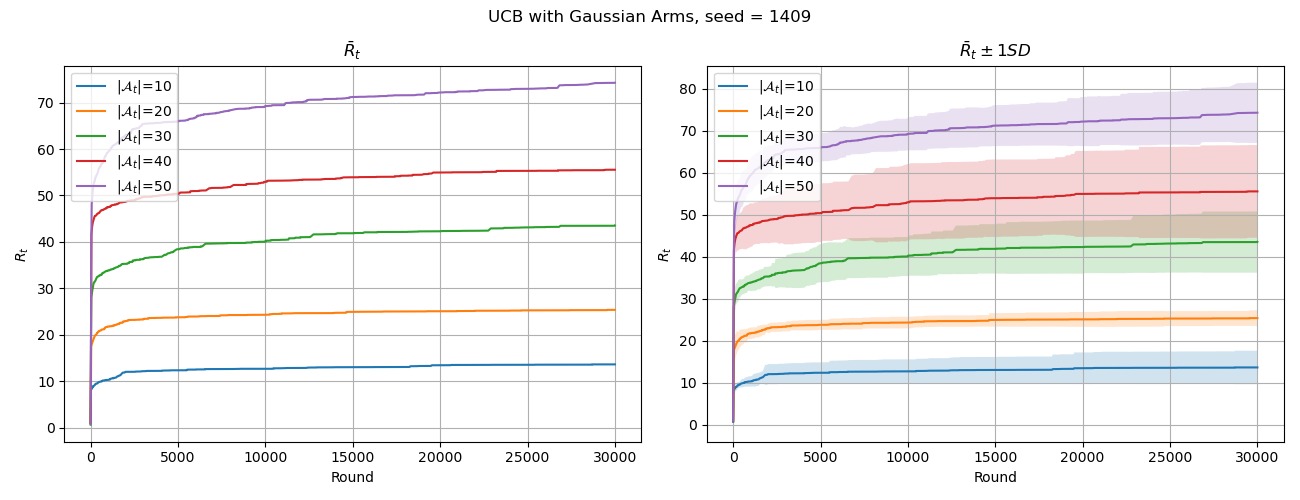 UCB with Gaussian Arms, seed = 1409
R̄ₜ
|𝒜ₜ|=10
|𝒜ₜ|=20
|𝒜ₜ|=30
|𝒜ₜ|=40
|𝒜ₜ|=50
70
60
50
40
30
20
10
0
Rₜ
0 5000 10000 15000 20000 25000 30000
Round
R̄ₜ ± 1SD
|𝒜ₜ|=10
|𝒜ₜ|=20
|𝒜ₜ|=30
|𝒜ₜ|=40
|𝒜ₜ|=50
80
70
60
50
40
30
20
10
0
Rₜ
0 5000 10000 15000 20000 25000 30000
Round